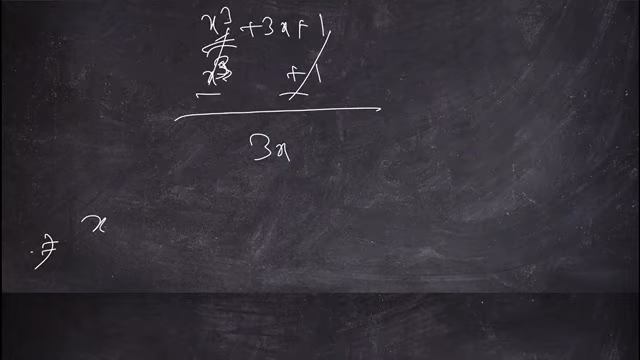 x³ + 3x + 1
x³ + 1
3x
x